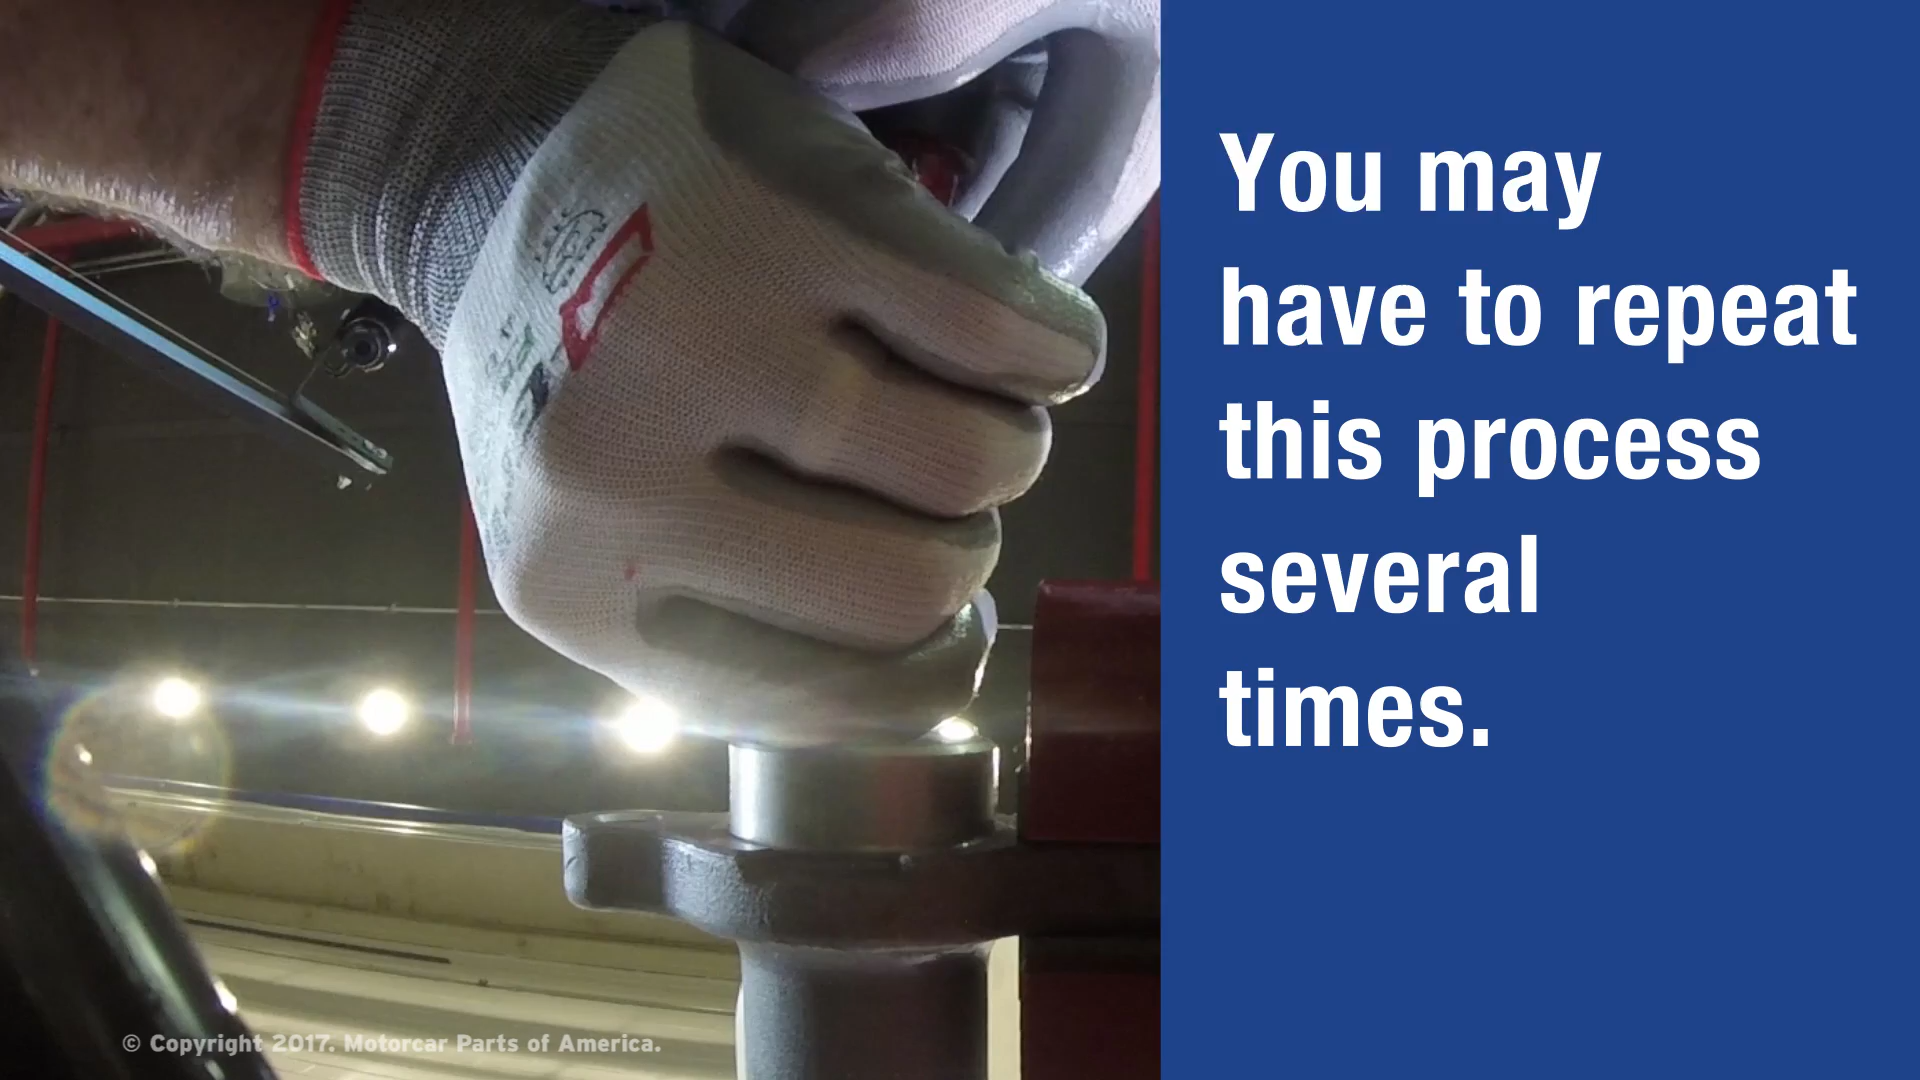 You may
have to repeat
this process
several
times.
© Copyright 2017. Motorcar Parts of America.